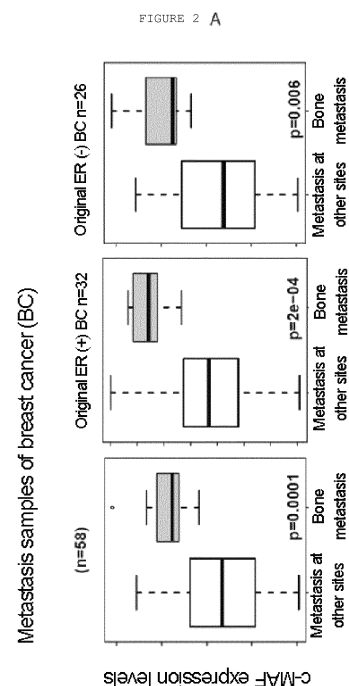 FIGURE 2 A
Metastasis samples of breast cancer (BC)
(n=58)
Original ER (+) BC n=32
Original ER (-) BC n=26
c-MAF expression levels
p=0.0001
p=2e-04
p=0.006
Metastasis at other sites
Bone metastasis
Metastasis at other sites
Bone metastasis
Metastasis at other sites
Bone metastasis